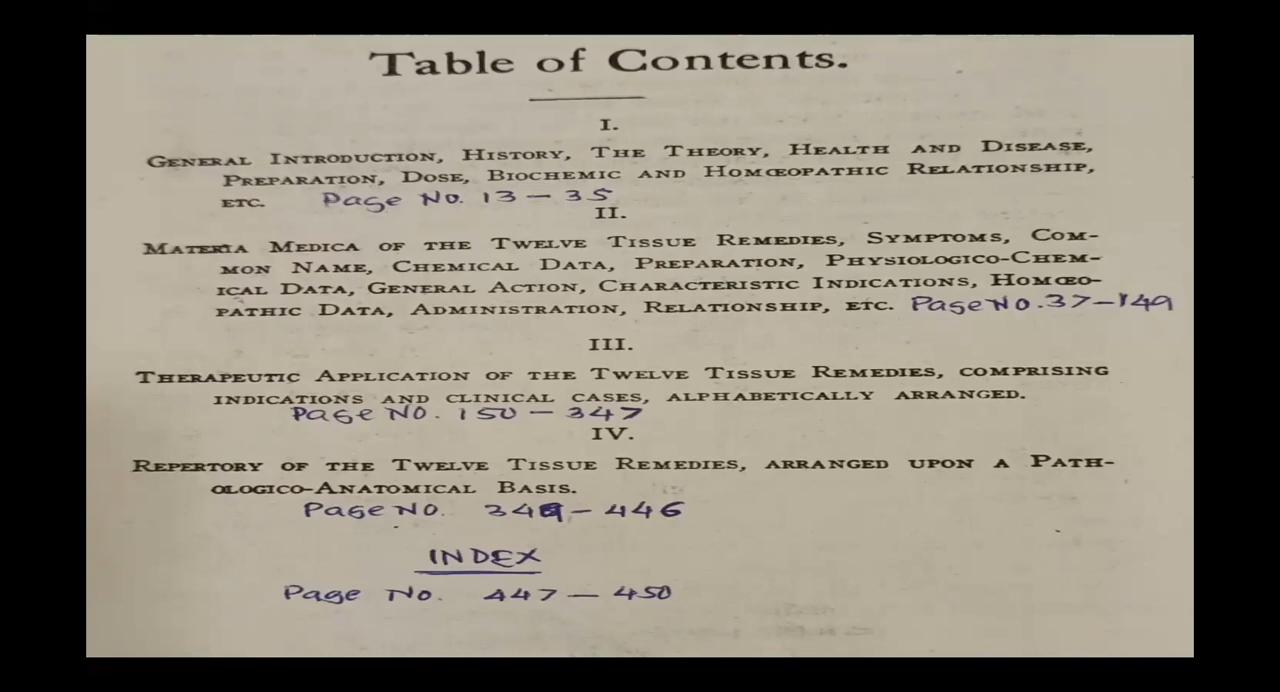 Table of Contents.
I.
General Introduction, History, The Theory, Health and Disease,
Preparation, Dose, Biochemic and Homœopathic Relationship,
etc. Page No. 13 – 35
II.
Materia Medica of the Twelve Tissue Remedies, Symptoms, Com-
mon Name, Chemical Data, Preparation, Physiologico-Chem-
ical Data, General Action, Characteristic Indications, Homœo-
pathic Data, Administration, Relationship, etc. Page No. 37–149
III.
Therapeutic Application of the Twelve Tissue Remedies, comprising
indications and clinical cases, alphabetically arranged.
Page No. 150 – 347
IV.
Repertory of the Twelve Tissue Remedies, arranged upon a Path-
ologico-Anatomical Basis.
Page No. 349 – 446
INDEX
Page No. 447 – 450